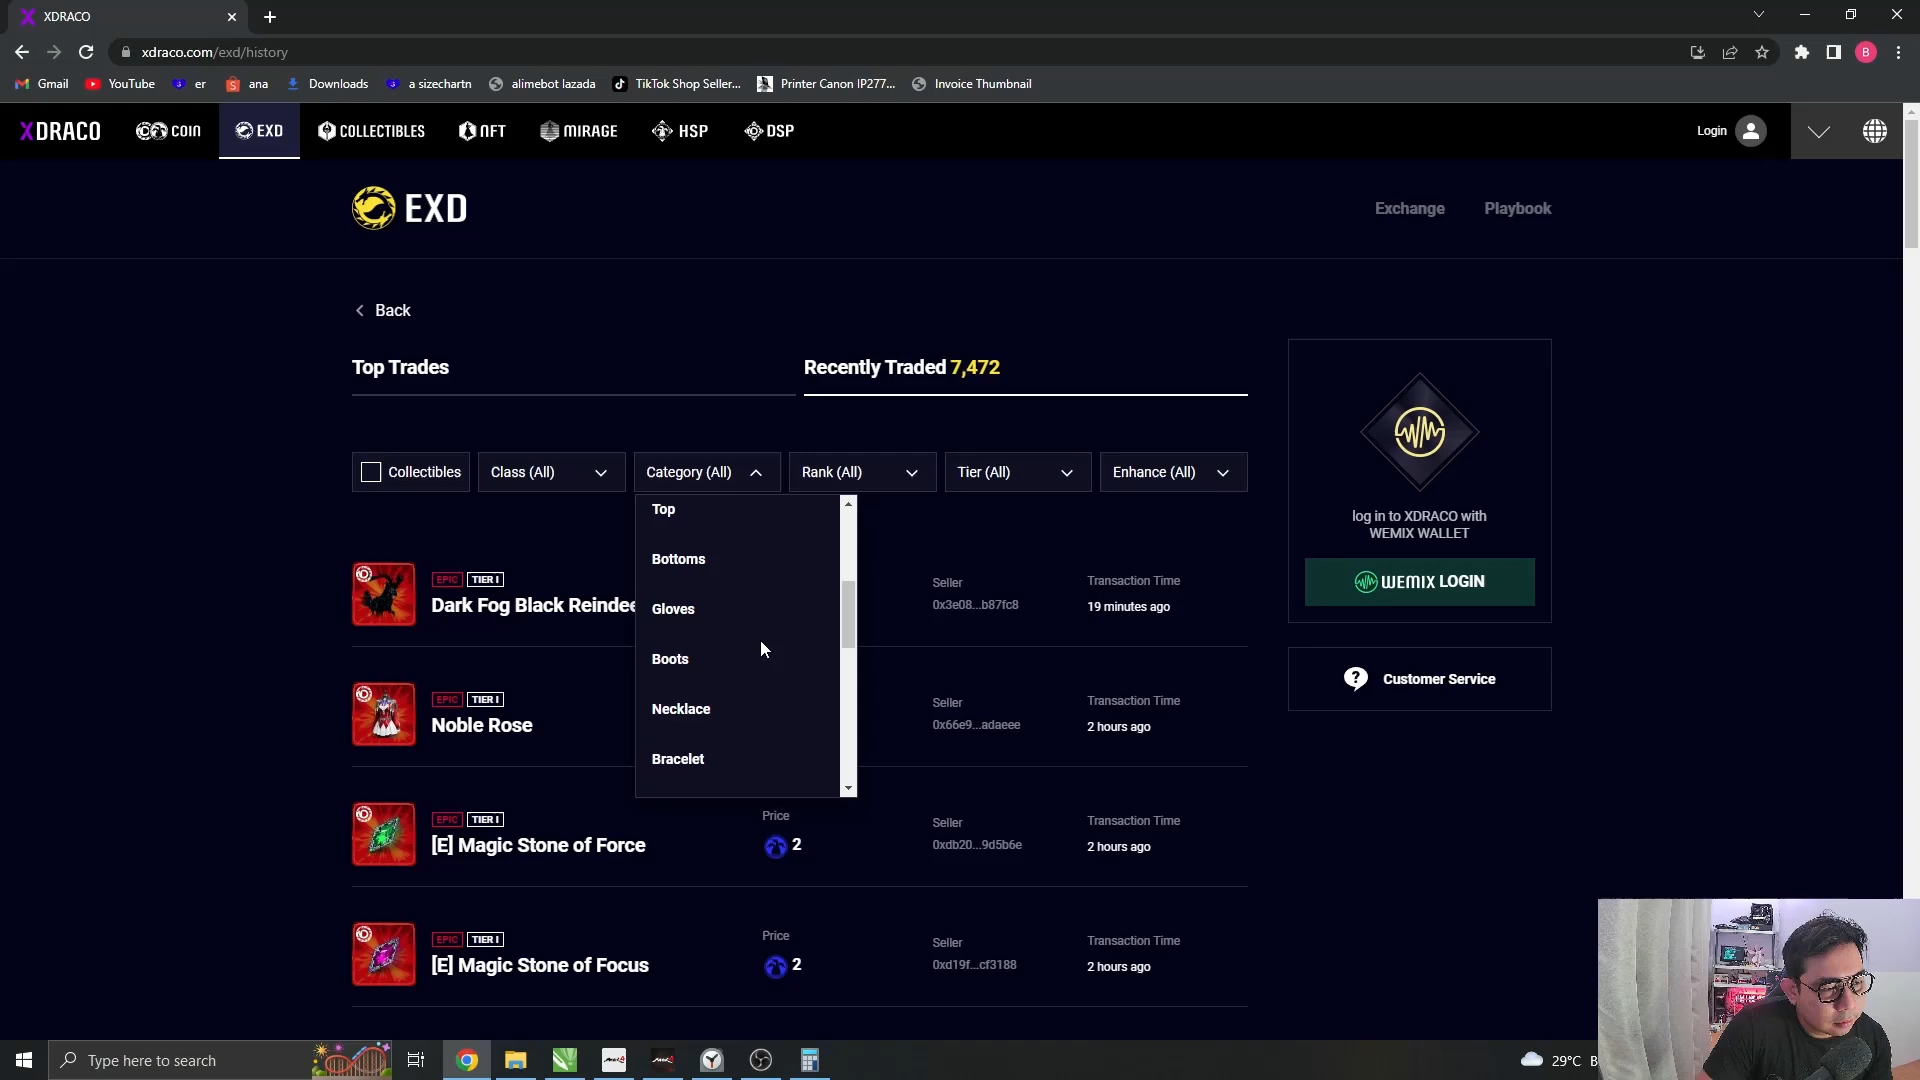 XDRACO
xdraco.com/exd/history
B
Gmail
YouTube
er
ana
Downloads
a sizechartn
alimebot lazada
TikTok Shop Seller...
Printer Canon IP277...
Invoice Thumbnail
XDRACO
COIN
EXD
COLLECTIBLES
NFT
MIRAGE
HSP
DSP
Login
EXD
Exchange
Playbook
Back
Top Trades
Recently Traded 7,472
Collectibles
Class (All)
Category (All)
Rank (All)
Tier (All)
Enhance (All)
Top
Bottoms
Gloves
Boots
Necklace
Bracelet
EPIC TIER I
Dark Fog Black Reindee
Seller
0x3e08...b87fc8
Transaction Time
19 minutes ago
EPIC TIER I
Noble Rose
Seller
0x66e9...adaeee
Transaction Time
2 hours ago
EPIC TIER I
[E] Magic Stone of Force
Price
2
Seller
0xdb20...9d5b6e
Transaction Time
2 hours ago
EPIC TIER I
[E] Magic Stone of Focus
Price
2
Seller
0xd19f...cf3188
Transaction Time
2 hours ago
log in to XDRACO with
WEMIX WALLET
WEMIX LOGIN
Customer Service
Type here to search
29°C B